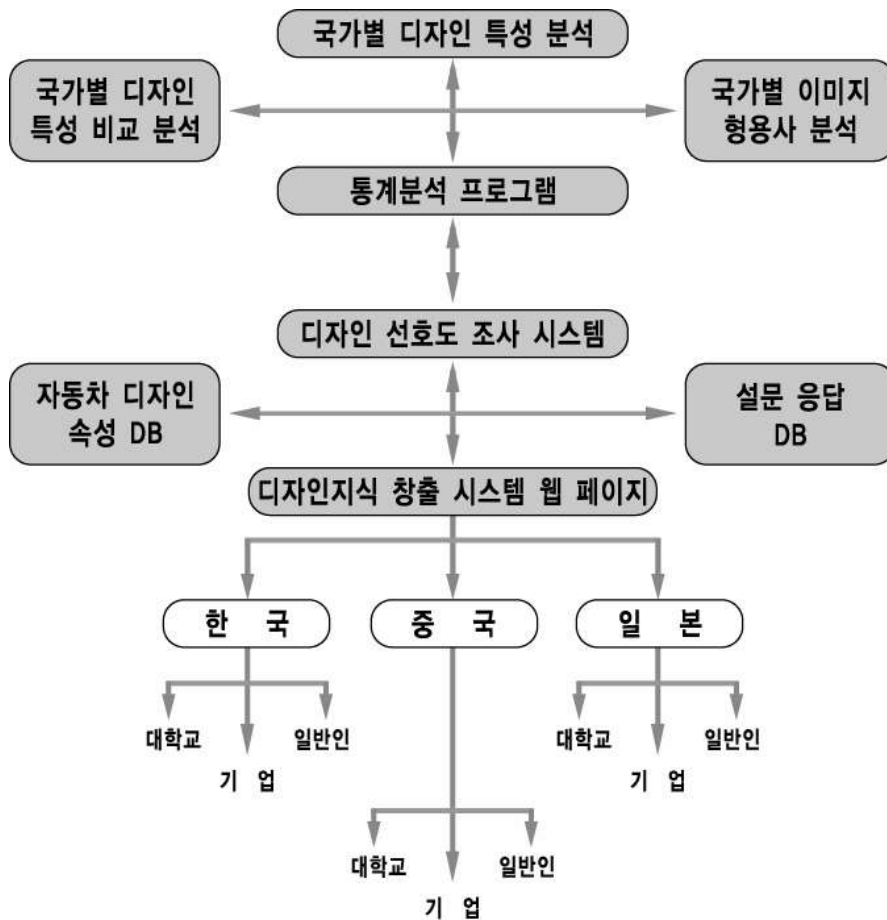 국가별 디자인 특성 분석
국가별 디자인
특성 비교 분석
국가별 이미지
형용사 분석
통계분석 프로그램
디자인 선호도 조사 시스템
자동차 디자인
속성 DB
설문 응답
DB
디자인지식 창출 시스템 웹 페이지
한 국
중 국
일 본
대학교
일반인
기 업
대학교
일반인
기 업
대학교
일반인
기 업